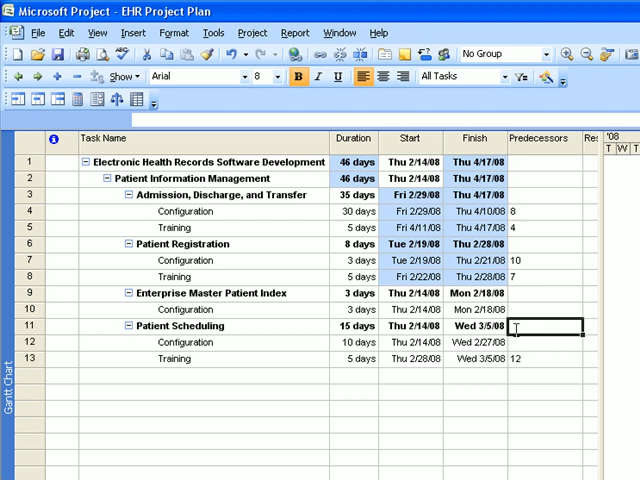 Microsoft Project - EHR Project Plan
File Edit View Insert Format Tools Project Report Window Help
No Group
Show Arial 8 B I U All Tasks
Task Name Duration Start Finish Predecessors Res '08
T W T
1 Electronic Health Records Software Development 46 days Thu 2/14/08 Thu 4/17/08
2 Patient Information Management 46 days Thu 2/14/08 Thu 4/17/08
3 Admission, Discharge, and Transfer 35 days Fri 2/29/08 Thu 4/17/08
4 Configuration 30 days Fri 2/29/08 Thu 4/10/08 8
5 Training 5 days Fri 4/11/08 Thu 4/17/08 4
6 Patient Registration 8 days Tue 2/19/08 Thu 2/28/08
7 Configuration 3 days Tue 2/19/08 Thu 2/21/08 10
8 Training 5 days Fri 2/22/08 Thu 2/28/08 7
9 Enterprise Master Patient Index 3 days Thu 2/14/08 Mon 2/18/08
10 Configuration 3 days Thu 2/14/08 Mon 2/18/08
11 Patient Scheduling 15 days Thu 2/14/08 Wed 3/5/08
12 Configuration 10 days Thu 2/14/08 Wed 2/27/08
13 Training 5 days Thu 2/28/08 Wed 3/5/08 12
Gantt Chart